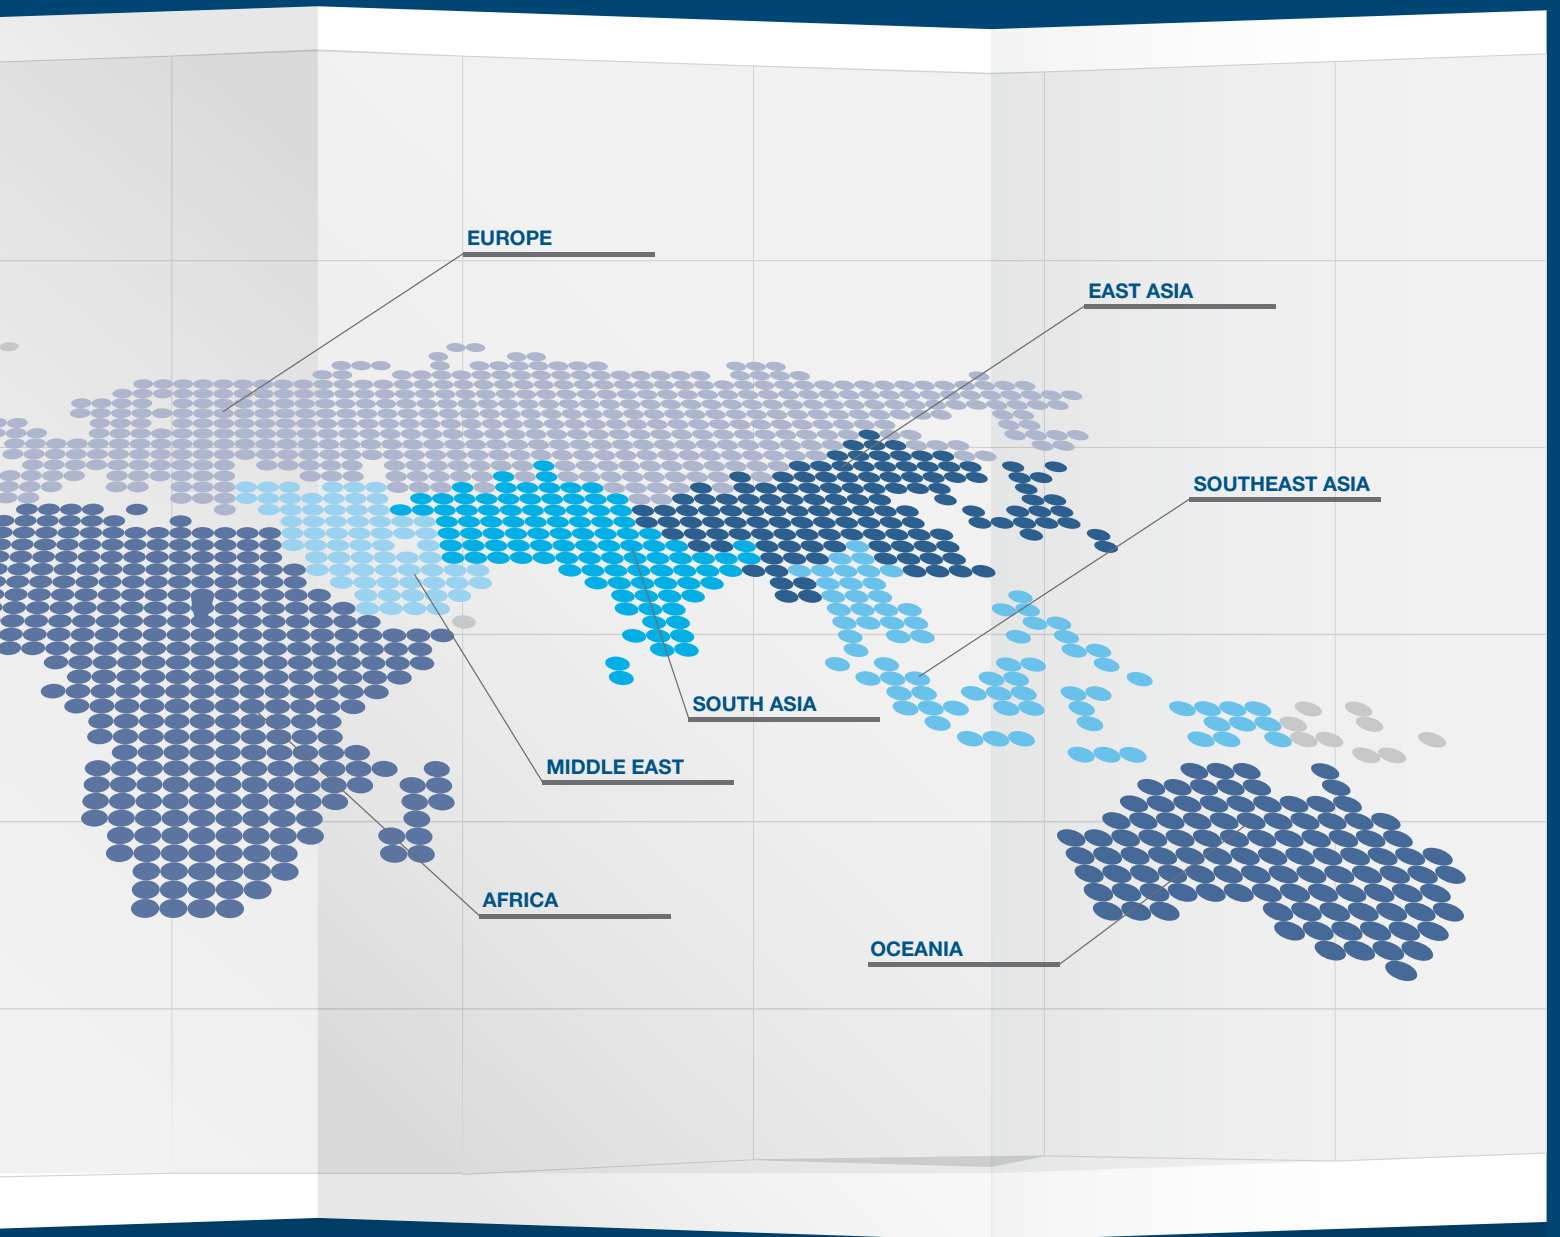 EUROPE
EAST ASIA
SOUTHEAST ASIA
SOUTH ASIA
MIDDLE EAST
AFRICA
OCEANIA